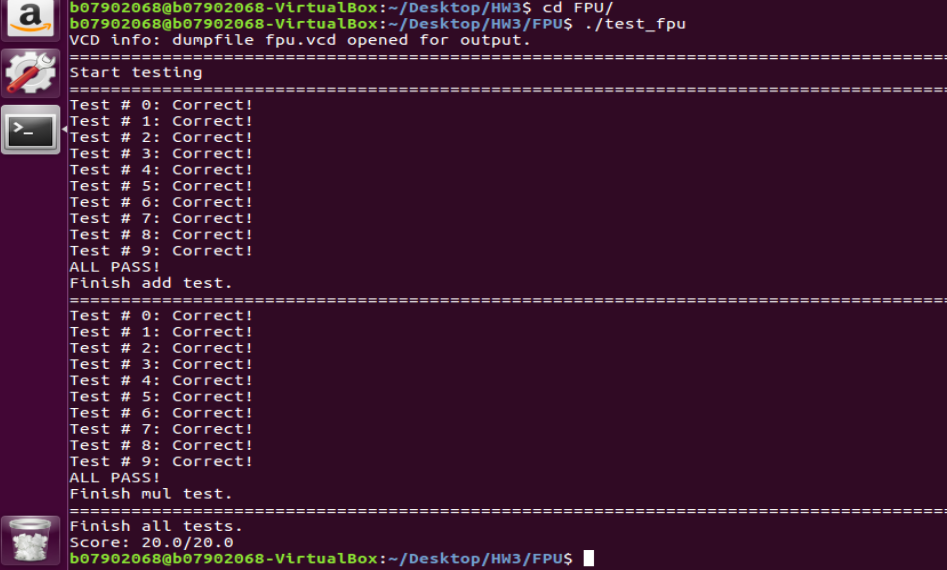 b07902068@b07902068-VirtualBox:~/Desktop/HW3$ cd FPU/
b07902068@b07902068-VirtualBox:~/Desktop/HW3/FPU$ ./test_fpu
VCD info: dumpfile fpu.vcd opened for output.
================================================================================
Start testing
================================================================================
Test # 0: Correct!
Test # 1: Correct!
Test # 2: Correct!
Test # 3: Correct!
Test # 4: Correct!
Test # 5: Correct!
Test # 6: Correct!
Test # 7: Correct!
Test # 8: Correct!
Test # 9: Correct!
ALL PASS!
Finish add test.
================================================================================
Test # 0: Correct!
Test # 1: Correct!
Test # 2: Correct!
Test # 3: Correct!
Test # 4: Correct!
Test # 5: Correct!
Test # 6: Correct!
Test # 7: Correct!
Test # 8: Correct!
Test # 9: Correct!
ALL PASS!
Finish mul test.
================================================================================
Finish all tests.
Score: 20.0/20.0
b07902068@b07902068-VirtualBox:~/Desktop/HW3/FPU$